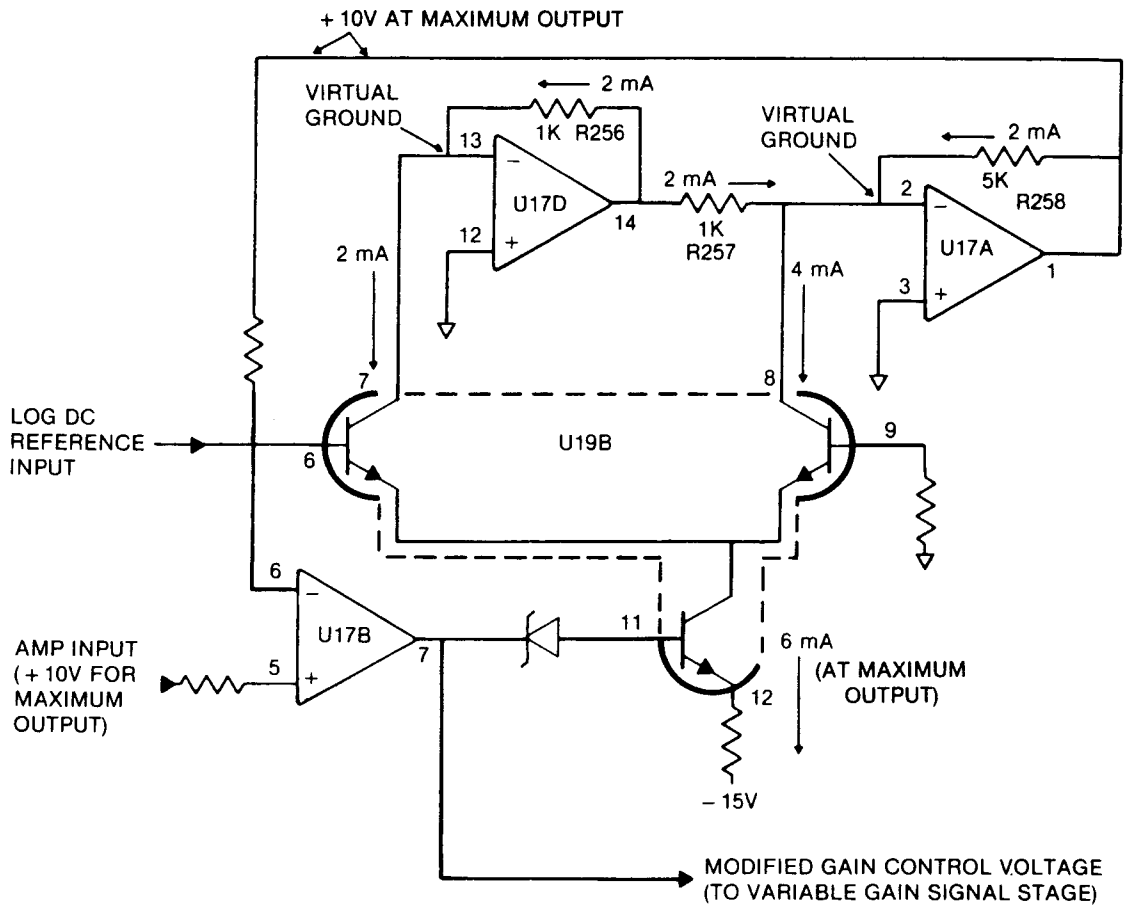 + 10V AT MAXIMUM OUTPUT
2 mA
VIRTUAL
GROUND
1K R256
13
−
U17D
12
+
14
2 mA
1K
R257
VIRTUAL
GROUND
2 mA
5K
R258
2
−
U17A
3
+
1
2 mA
4 mA
7
8
LOG DC
REFERENCE
INPUT
6
U19B
9
6
−
U17B
7
5
+
AMP INPUT
(+ 10V FOR
MAXIMUM
OUTPUT)
11
12
6 mA
(AT MAXIMUM
OUTPUT)
− 15V
MODIFIED GAIN CONTROL VOLTAGE
(TO VARIABLE GAIN SIGNAL STAGE)